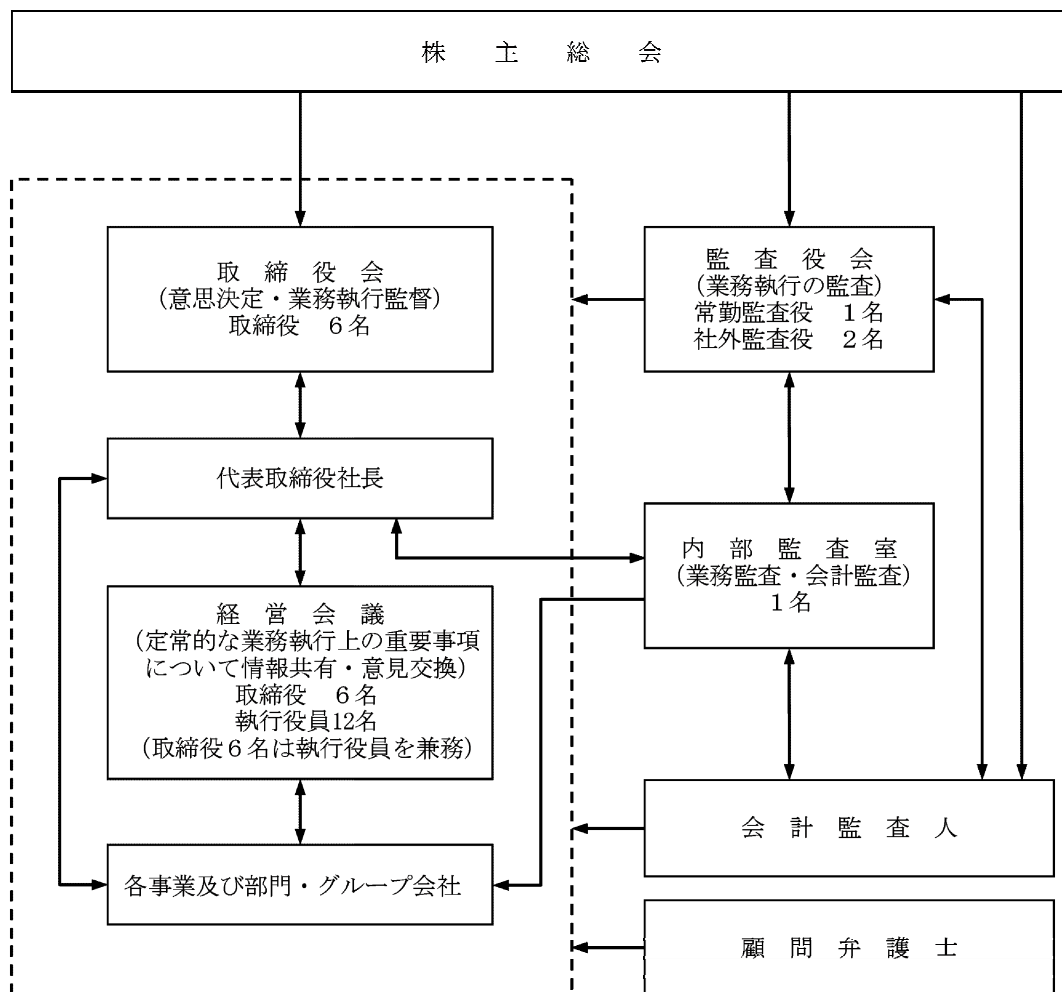 株主総会
取締役会
(意思決定・業務執行監督)
取締役 6名
監査役会
(業務執行の監査)
常勤監査役 1名
社外監査役 2名
代表取締役社長
内部監査室
(業務監査・会計監査)
1名
経営会議
(定常的な業務執行上の重要事項
について情報共有・意見交換)
取締役 6名
執行役員12名
(取締役6名は執行役員を兼務)
会計監査人
各事業及び部門・グループ会社
顧問弁護士